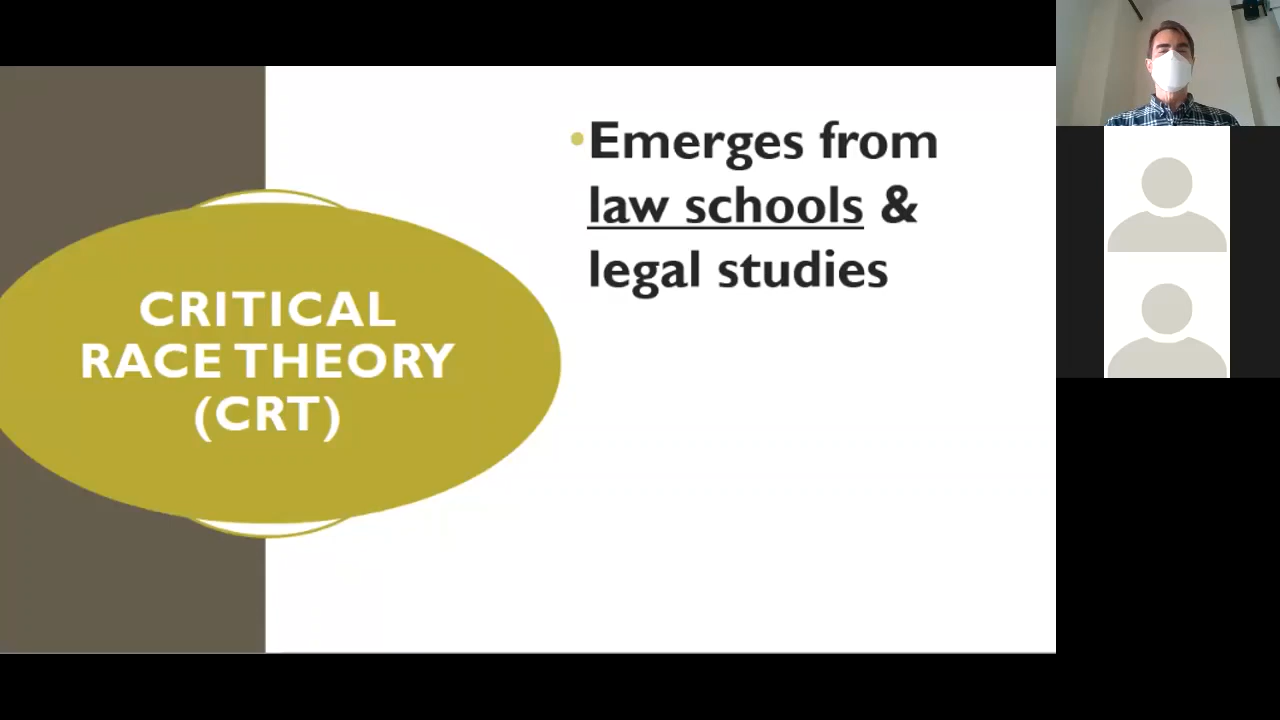 CRITICAL
RACE THEORY
(CRT)
•Emerges from
law schools &
legal studies